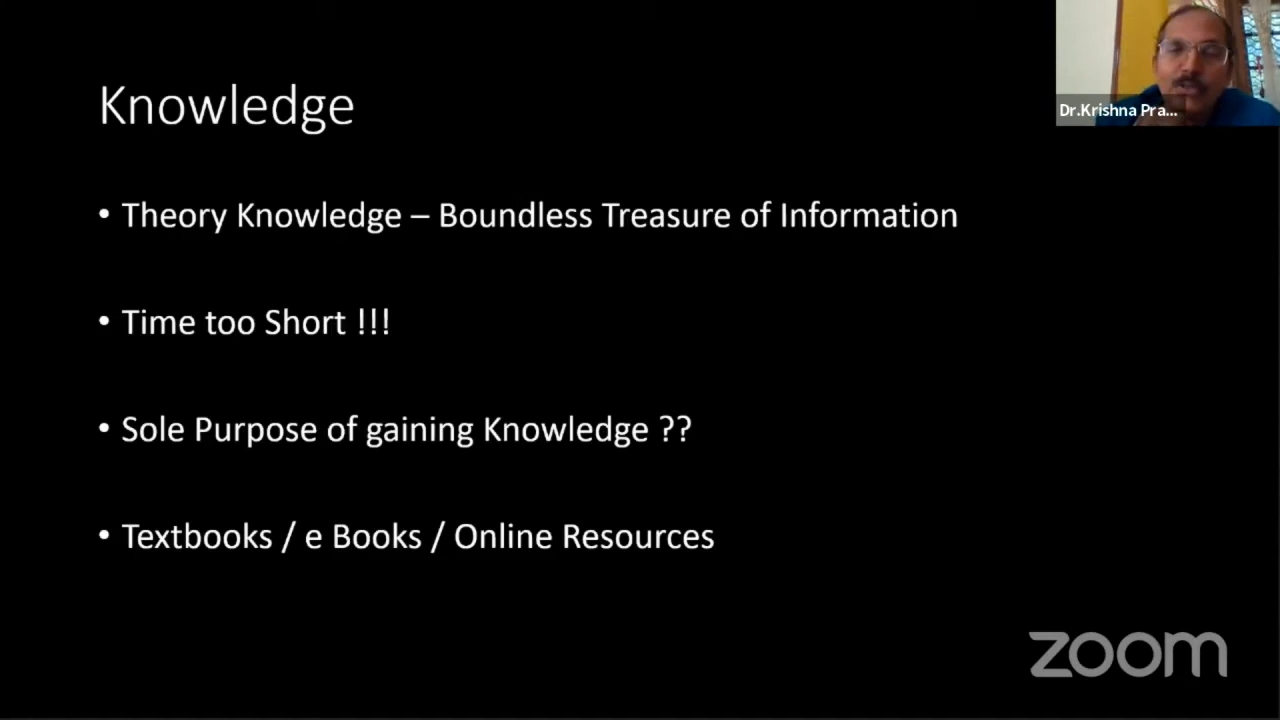 Knowledge
Dr.Krishna Pra...
• Theory Knowledge – Boundless Treasure of Information
• Time too Short !!!
• Sole Purpose of gaining Knowledge ??
• Textbooks / e Books / Online Resources
zoom